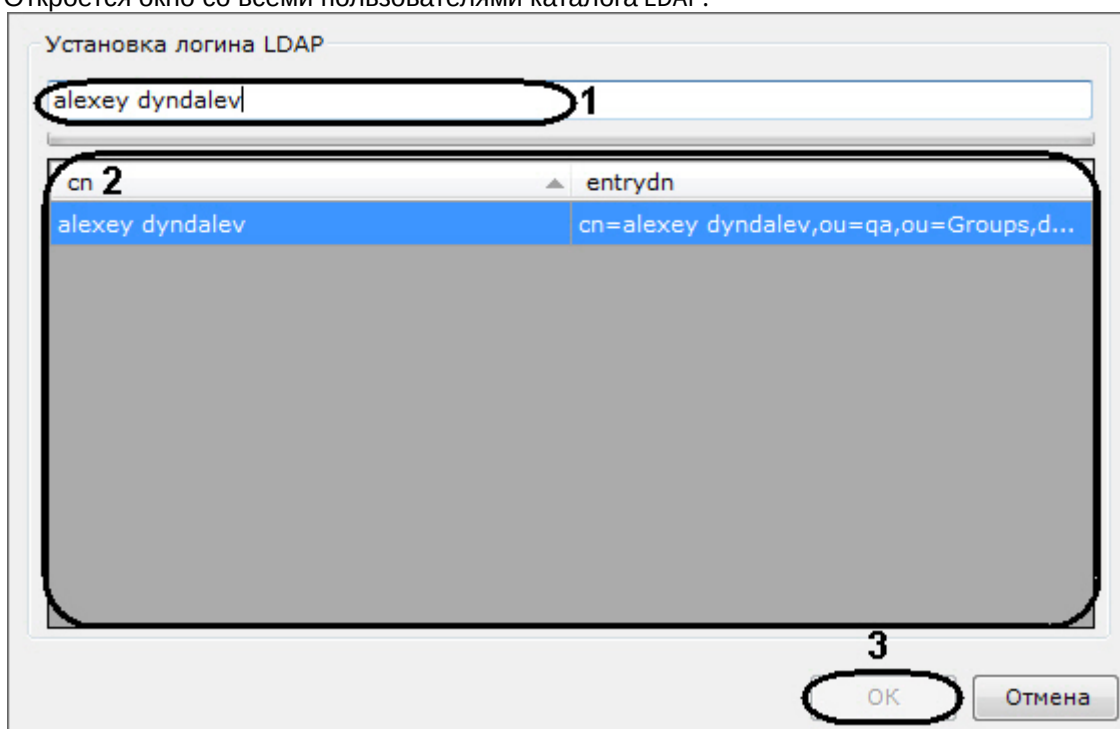 Откроется окно со всеми пользователями каталога LDAP:
Установка логина LDAP
alexey dyndalev 1
cn 2 entrydn
alexey dyndalev cn=alexey dyndalev,ou=qa,ou=Groups,d...
3
OK Отмена